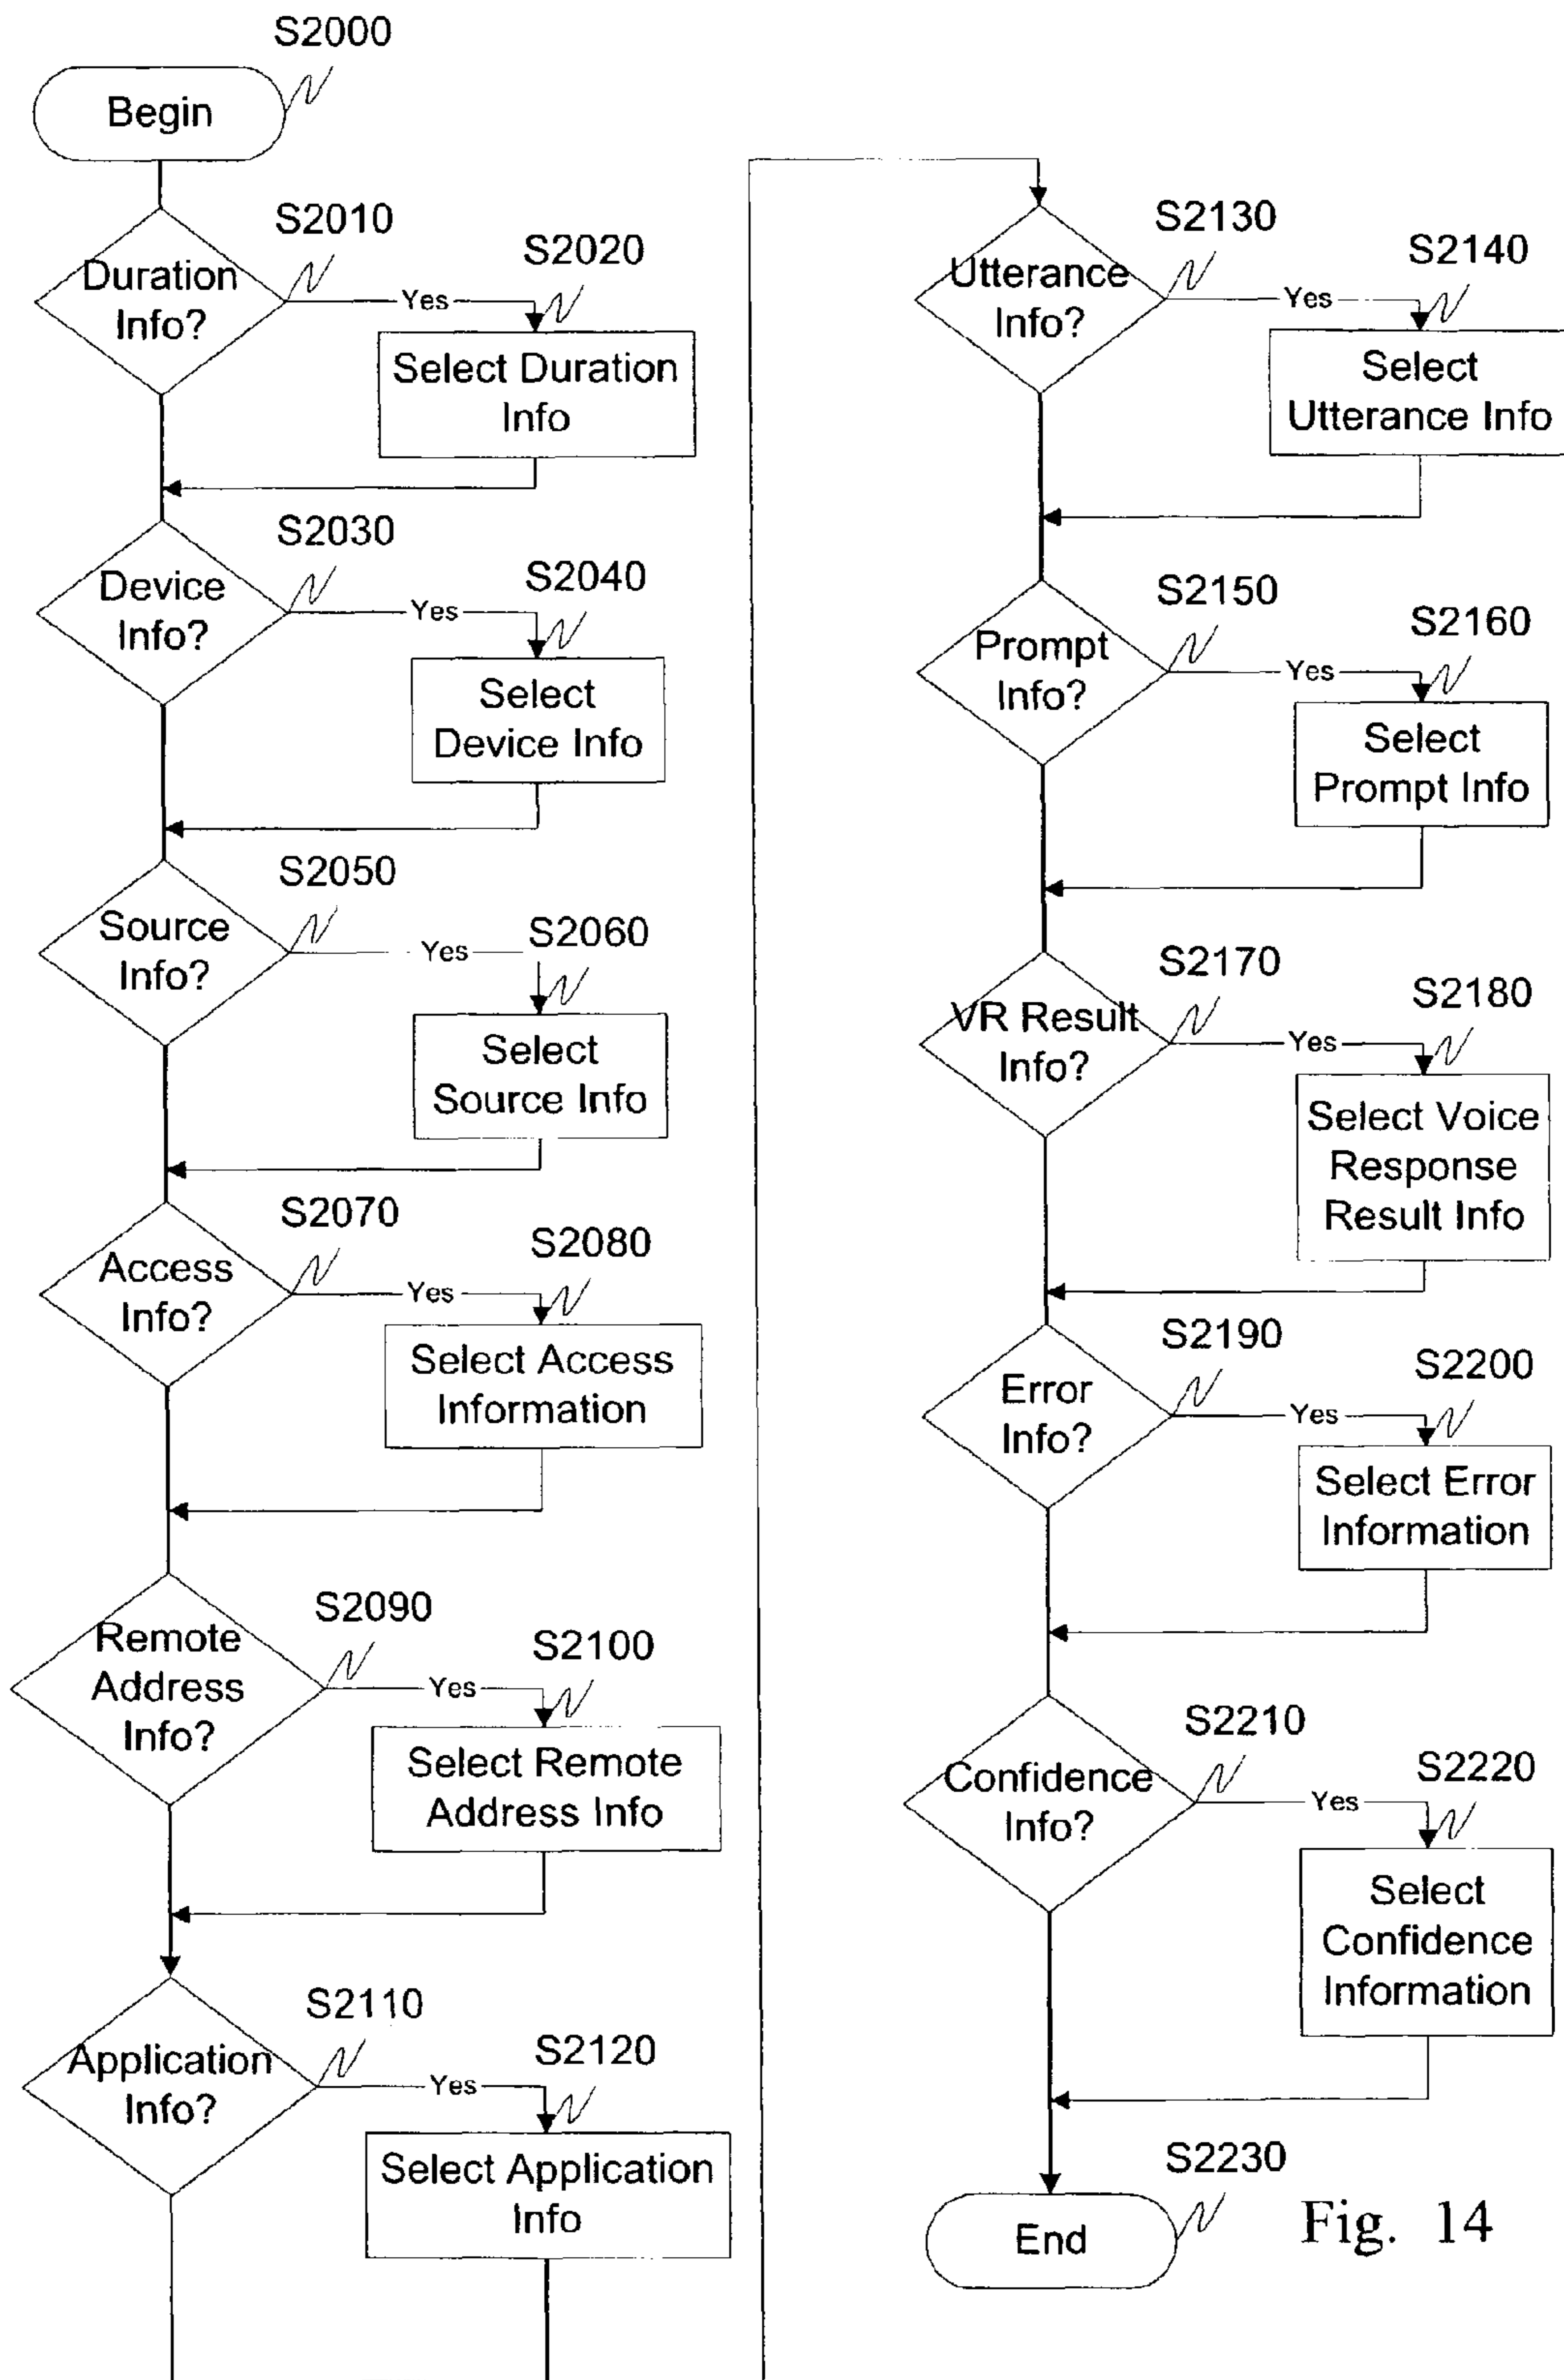 S2000
Begin
S2010
Duration
Info?
Yes
S2020
Select Duration
Info
S2030
Device
Info?
Yes
S2040
Select
Device Info
S2050
Source
Info?
Yes
S2060
Select
Source Info
S2070
Access
Info?
Yes
S2080
Select Access
Information
S2090
Remote
Address
Info?
Yes
S2100
Select Remote
Address Info
S2110
Application
Info?
Yes
S2120
Select Application
Info
S2130
Utterance
Info?
Yes
S2140
Select
Utterance Info
S2150
Prompt
Info?
Yes
S2160
Select
Prompt Info
S2170
VR Result
Info?
Yes
S2180
Select Voice
Response
Result Info
S2190
Error
Info?
Yes
S2200
Select Error
Information
S2210
Confidence
Info?
Yes
S2220
Select
Confidence
Information
S2230
End
Fig. 14